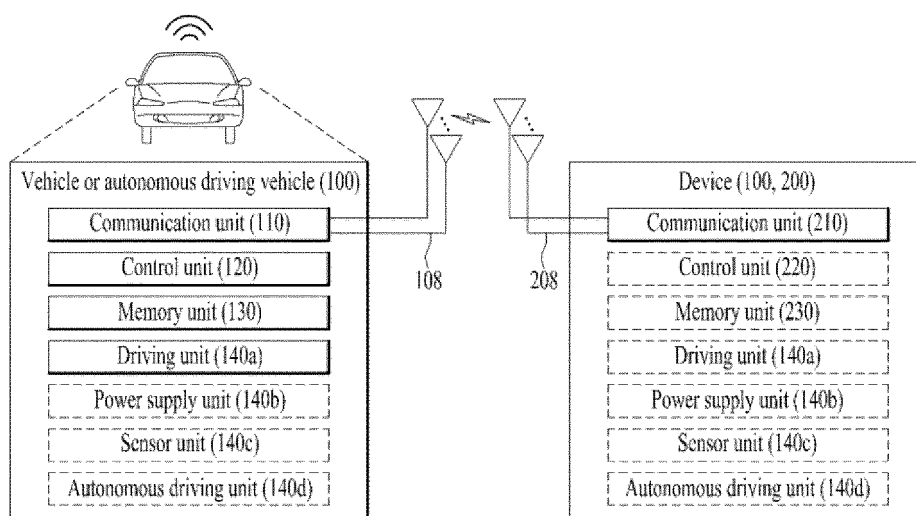 Vehicle or autonomous driving vehicle (100)
Communication unit (110)
Control unit (120)
Memory unit (130)
Driving unit (140a)
Power supply unit (140b)
Sensor unit (140c)
Autonomous driving unit (140d)
108
208
Device (100, 200)
Communication unit (210)
Control unit (220)
Memory unit (230)
Driving unit (140a)
Power supply unit (140b)
Sensor unit (140c)
Autonomous driving unit (140d)